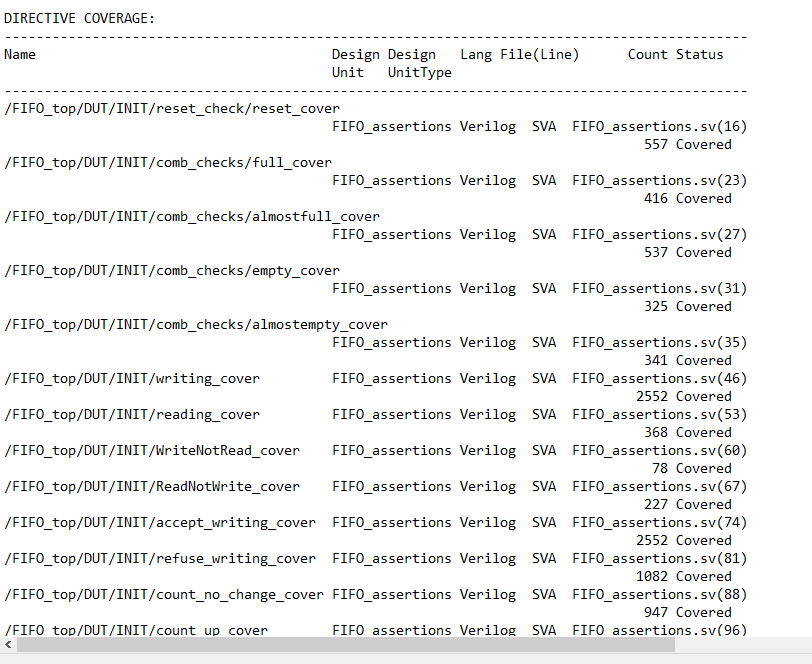 DIRECTIVE COVERAGE:
---------------------------------------------------------------------------------------------
Name                                     Design Design   Lang File(Line)      Count Status
                                         Unit   UnitType
---------------------------------------------------------------------------------------------
/FIFO_top/DUT/INIT/reset_check/reset_cover
                                         FIFO_assertions Verilog  SVA  FIFO_assertions.sv(16)
                                                                                557 Covered
/FIFO_top/DUT/INIT/comb_checks/full_cover
                                         FIFO_assertions Verilog  SVA  FIFO_assertions.sv(23)
                                                                                416 Covered
/FIFO_top/DUT/INIT/comb_checks/almostfull_cover
                                         FIFO_assertions Verilog  SVA  FIFO_assertions.sv(27)
                                                                                537 Covered
/FIFO_top/DUT/INIT/comb_checks/empty_cover
                                         FIFO_assertions Verilog  SVA  FIFO_assertions.sv(31)
                                                                                325 Covered
/FIFO_top/DUT/INIT/comb_checks/almostempty_cover
                                         FIFO_assertions Verilog  SVA  FIFO_assertions.sv(35)
                                                                                341 Covered
/FIFO_top/DUT/INIT/writing_cover         FIFO_assertions Verilog  SVA  FIFO_assertions.sv(46)
                                                                               2552 Covered
/FIFO_top/DUT/INIT/reading_cover         FIFO_assertions Verilog  SVA  FIFO_assertions.sv(53)
                                                                                368 Covered
/FIFO_top/DUT/INIT/WriteNotRead_cover    FIFO_assertions Verilog  SVA  FIFO_assertions.sv(60)
                                                                                 78 Covered
/FIFO_top/DUT/INIT/ReadNotWrite_cover    FIFO_assertions Verilog  SVA  FIFO_assertions.sv(67)
                                                                                227 Covered
/FIFO_top/DUT/INIT/accept_writing_cover  FIFO_assertions Verilog  SVA  FIFO_assertions.sv(74)
                                                                               2552 Covered
/FIFO_top/DUT/INIT/refuse_writing_cover  FIFO_assertions Verilog  SVA  FIFO_assertions.sv(81)
                                                                               1082 Covered
/FIFO_top/DUT/INIT/count_no_change_cover FIFO_assertions Verilog  SVA  FIFO_assertions.sv(88)
                                                                                947 Covered
/FIFO_top/DUT/INIT/count_up_cover        FIFO_assertions Verilog  SVA  FIFO_assertions.sv(96)